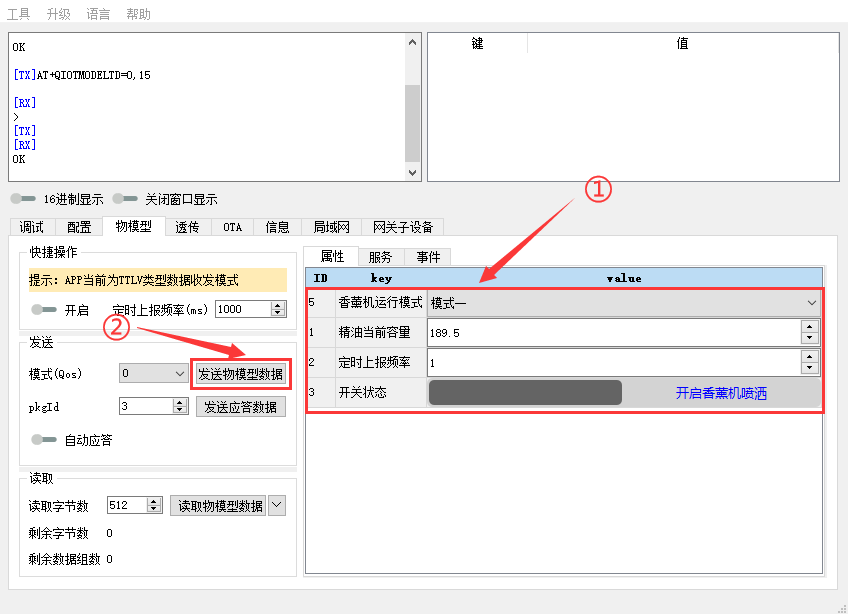 工具 升级 语言 帮助
OK
[TX]AT+QIOTMODELTD=0,15
[RX]
>
[TX]
[RX]
OK
键 值
16进制显示 关闭窗口显示
调试 配置 物模型 透传 OTA 信息 局域网 网关子设备
快捷操作
提示：APP当前为TTLV类型数据收发模式
开启 定时上报频率(ms) 1000
②
发送
模式(Qos) 0 发送物模型数据
pkgId 3 发送应答数据
自动应答
读取
读取字节数 512 读取物模型数据
剩余字节数 0
剩余数据组数 0
①
属性 服务 事件
ID key value
5 香薰机运行模式 模式一
1 精油当前容量 189.5
2 定时上报频率 1
3 开关状态 开启香薰机喷洒